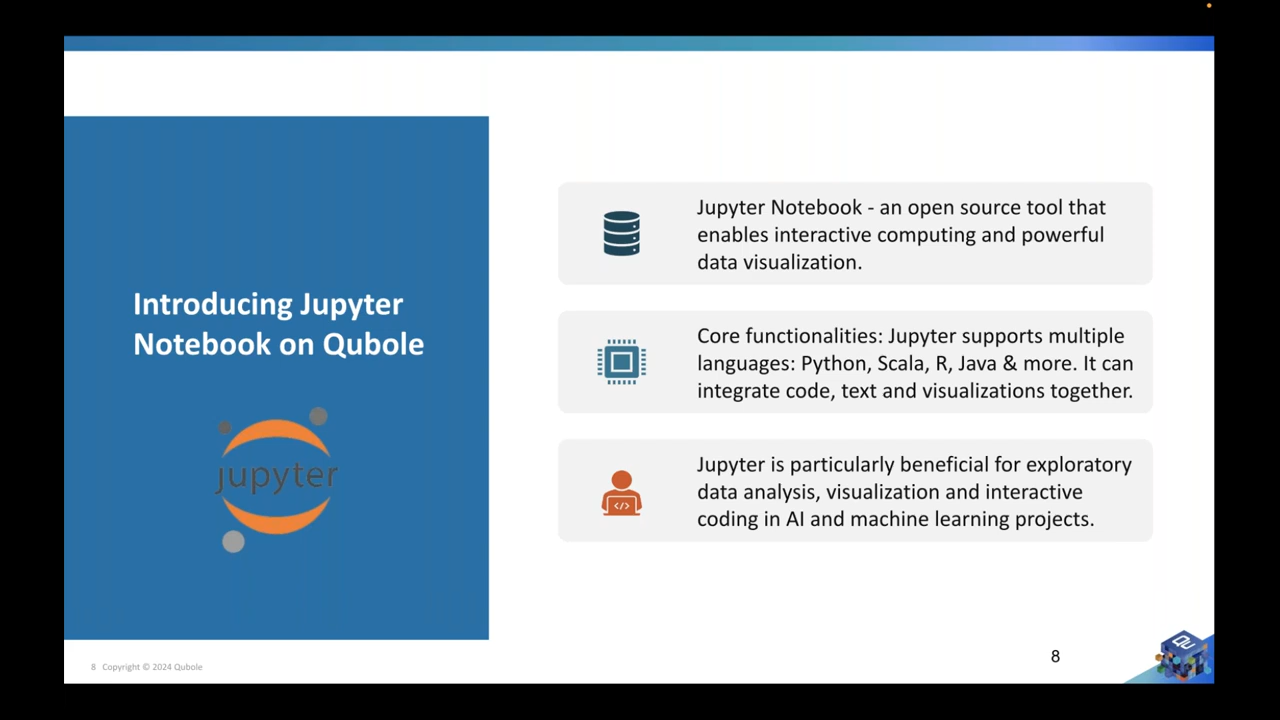 Introducing Jupyter
Notebook on Qubole
jupyter
Jupyter Notebook - an open source tool that
enables interactive computing and powerful
data visualization.
Core functionalities: Jupyter supports multiple
languages: Python, Scala, R, Java & more. It can
integrate code, text and visualizations together.
</>
Jupyter is particularly beneficial for exploratory
data analysis, visualization and interactive
coding in AI and machine learning projects.
8 Copyright © 2024 Qubole
8
Qu